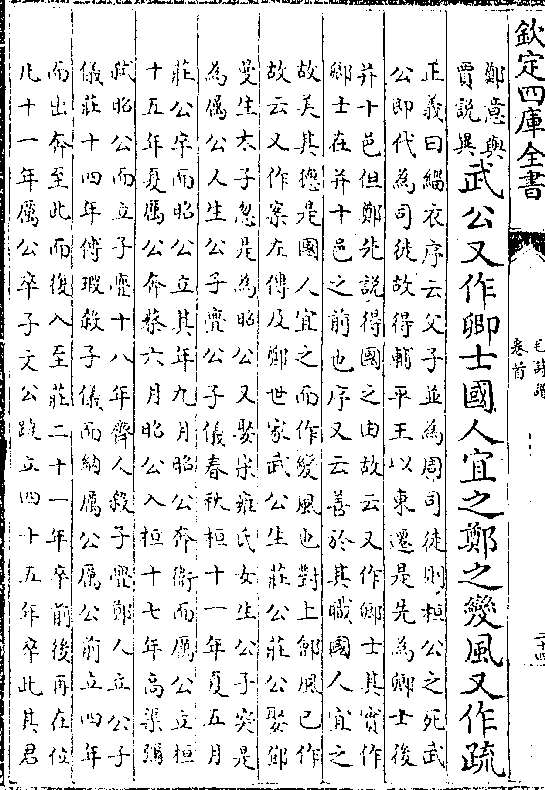 欽定四庫全書
毛詩譜
卷首
二十四
鄭意與
賈說異武公又作卿士國人宜之鄭之變風又作疏
正義曰緇衣序云父子並為周司徒則桓公之死武
公即代為司徒故得輔平王以東遷是先為卿士後
并十邑但鄭先說得國之由故云又作卿士其實作
卿士在并十邑之前也序又云善於其職國人宜之
故美其德是國人宜之而作變風也對上鄶風已作
故云又作案左傳及鄭世家武公生莊公莊公娶鄧
曼生太子忽是為昭公又娶宋雍氏女生公子突是
為厲公又生公子亹公子儀春秋桓十一年夏五月
莊公卒而昭公立其年九月昭公奔衛而厲公立桓
十五年夏厲公奔蔡六月昭公入桓十七年高渠彌
弑昭公而立子亹十八年齊人殺子亹鄭人立公子
儀莊十四年傅瑕殺子儀而納厲公厲公前立四年
而出奔至此而復入至莊二十一年卒前後再在位
凡十一年厲公卒子文公踕立四十五年卒此其君